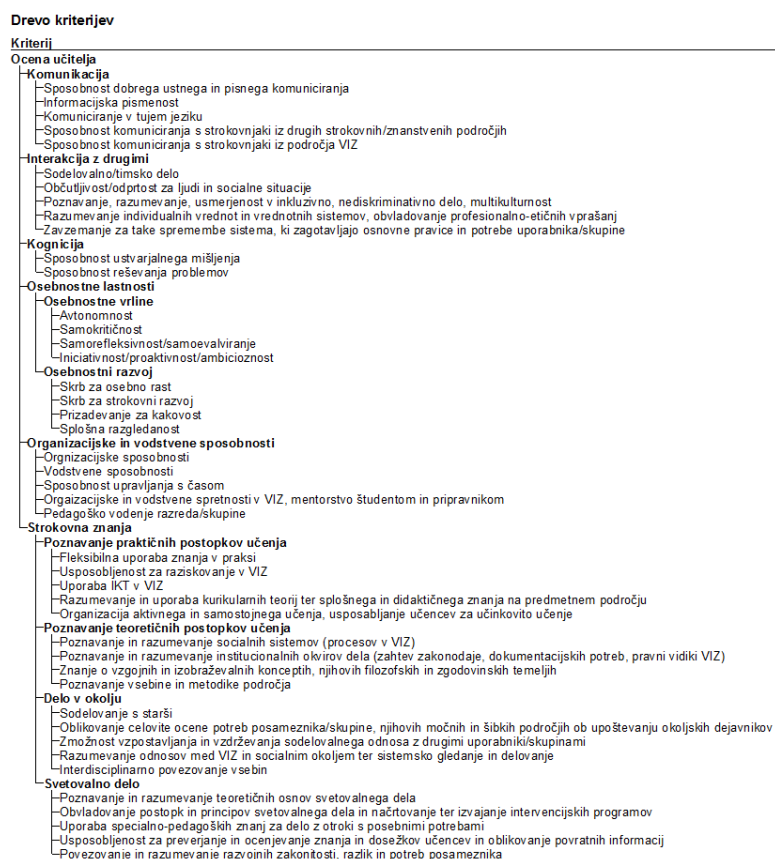 Drevo kriterijev
Kriterij
Ocena učitelja
Komunikacija
Sposobnost dobrega ustnega in pisnega komuniciranja
Informacijska pismenost
Komuniciranje v tujem jeziku
Sposobnost komuniciranja s strokovnjaki iz drugih strokovnih/znanstvenih področjih
Sposobnost komuniciranja s strokovnjaki iz področja VIZ
Interakcija z drugimi
Sodelovalno/timsko delo
Občutljivost/odprtost za ljudi in socialne situacije
Poznavanje, razumevanje, usmerjenost v inkluzivno, nediskriminativno delo, multikulturnost
Razumevanje individualnih vrednot in vrednotnih sistemov, obvladovanje profesionalno-etičnih vprašanj
Zavzemanje za take spremembe sistema, ki zagotavljajo osnovne pravice in potrebe uporabnika/skupine
Kognicija
Sposobnost ustvarjalnega mišljenja
Sposobnost reševanja problemov
Osebnostne lastnosti
Osebnostne vrline
Avtonomnost
Samokritičnost
Samorefleksivnost/samoevalviranje
Iniciativnost/proaktivnost/ambicioznost
Osebnostni razvoj
Skrb za osebno rast
Skrb za strokovni razvoj
Prizadevanje za kakovost
Splošna razgledanost
Organizacijske in vodstvene sposobnosti
Orgnizacijske sposobnosti
Vodstvene sposobnosti
Sposobnost upravljanja s časom
Orgaizacijske in vodstvene spretnosti v VIZ, mentorstvo študentom in pripravnikom
Pedagoško vodenje razreda/skupine
Strokovna znanja
Poznavanje praktičnih postopkov učenja
Fleksibilna uporaba znanja v praksi
Usposobljenost za raziskovanje v VIZ
Uporaba IKT v VIZ
Razumevanje in uporaba kurikularnih teorij ter splošnega in didaktičnega znanja na predmetnem področju
Organizacija aktivnega in samostojnega učenja, usposabljanje učencev za učinkovito učenje
Poznavanje teoretičnih postopkov učenja
Poznavanje in razumevanje socialnih sistemov (procesov v VIZ)
Poznavanje in razumevanje institucionalnih okvirov dela (zahtev zakonodaje, dokumentacijskih potreb, pravni vidiki VIZ)
Znanje o vzgojnih in izobraževalnih konceptih, njihovih filozofskih in zgodovinskih temeljih
Poznavanje vsebine in metodike področja
Delo v okolju
Sodelovanje s starši
Oblikovanje celovite ocene potreb posameznika/skupine, njihovih močnih in šibkih področjih ob upoštevanju okoljskih dejavnikov
Zmožnost vzpostavljanja in vzdrževanja sodelovalnega odnosa z drugimi uporabniki/skupinami
Razumevanje odnosov med VIZ in socialnim okoljem ter sistemsko gledanje in delovanje
Interdisciplinarno povezovanje vsebin
Svetovalno delo
Poznavanje in razumevanje teoretičnih osnov svetovalnega dela
Obvladovanje postopk in principov svetovalnega dela in načrtovanje ter izvajanje intervencijskih programov
Uporaba specialno-pedagoških znanj za delo z otroki s posebnimi potrebami
Usposobljenost za preverjanje in ocenjevanje znanja in dosežkov učencev in oblikovanje povratnih informacij
Povezovanje in razumevanje razvojnih zakonitosti, razlik in potreb posameznika